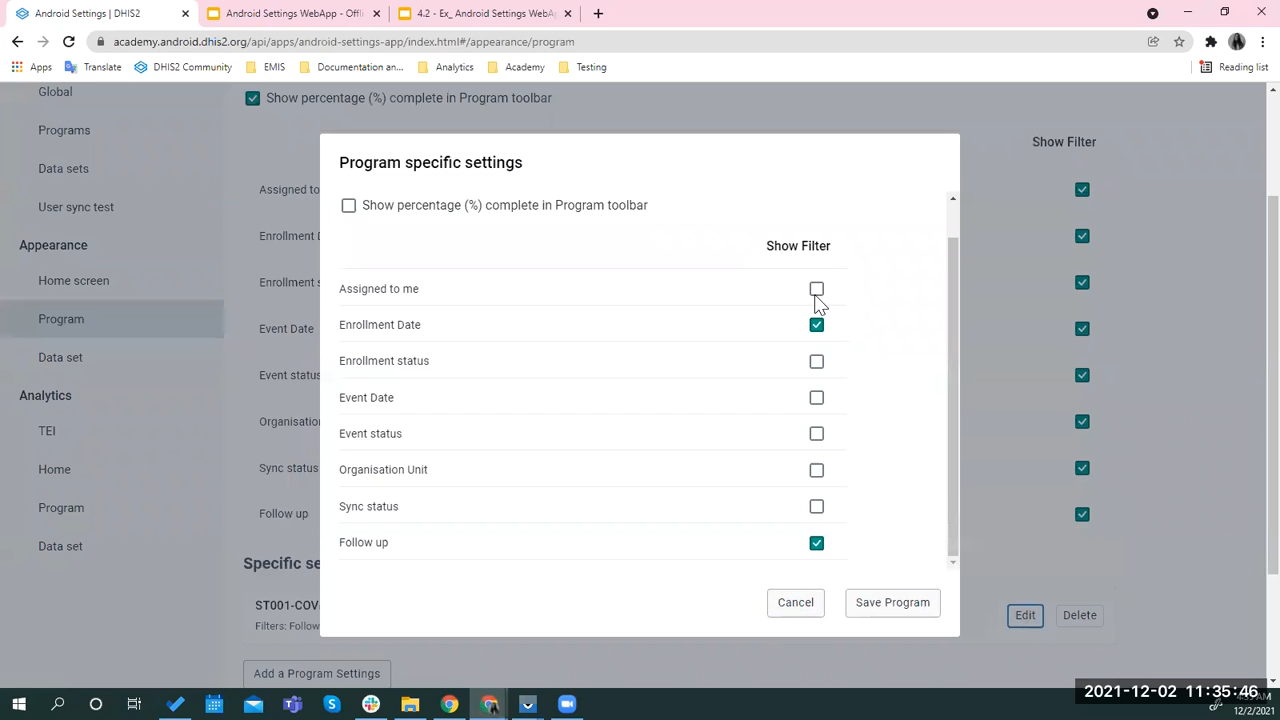 Android Settings | DHIS2
Android Settings WebApp - Offli
4.2 - Ex_ Android Settings WebA
academy.android.dhis2.org/api/apps/android-settings-app/index.html#/appearance/program
Apps
Translate
DHIS2 Community
EMIS
Documentation an...
Analytics
Academy
Testing
Reading list
Global
Programs
Data sets
User sync test
Appearance
Home screen
Program
Data set
Analytics
TEI
Home
Program
Data set
Show percentage (%) complete in Program toolbar
Show Filter
Assigned to
Enrollment D
Enrollment s
Event Date
Event status
Organisation
Sync status
Follow up
Specific se
ST001-COV
Filters: Follow
Edit
Delete
Add a Program Settings
Program specific settings
Show percentage (%) complete in Program toolbar
Show Filter
Assigned to me
Enrollment Date
Enrollment status
Event Date
Event status
Organisation Unit
Sync status
Follow up
Cancel
Save Program
2021-12-02 11:35:46
12/2/2021